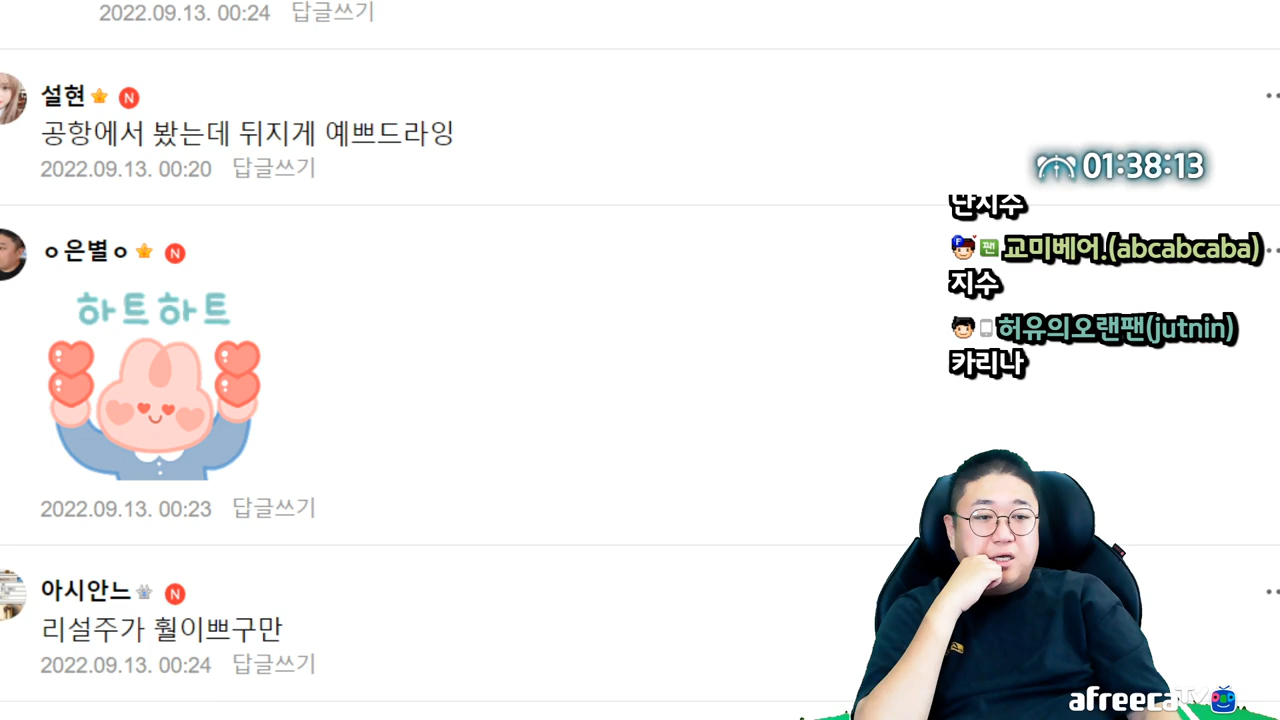 2022.09.13. 00:24 답글쓰기
설현 N
공항에서 봤는데 뒤지게 예쁘드라잉
2022.09.13. 00:20 답글쓰기
01:38:13
난지수
ㅇ은별ㅇ N
F 팬 교미베어.(abcabcaba)
지수
하트하트
허유의오랜팬(jutnin)
카리나
2022.09.13. 00:23 답글쓰기
아시안느 N
리설주가 훨이쁘구만
2022.09.13. 00:24 답글쓰기
afreecaTV